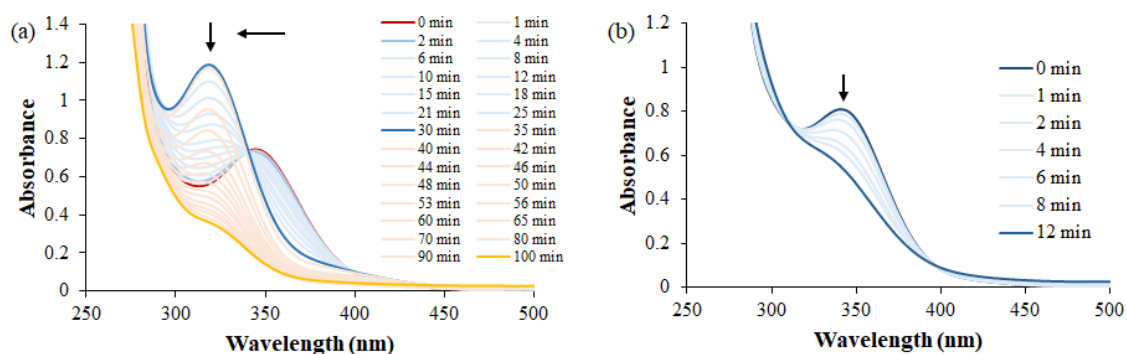 (a)
Absorbance
1.4
1.2
1
0.8
0.6
0.4
0.2
0
250 300 350 400 450 500
Wavelength (nm)
0 min 1 min
2 min 4 min
6 min 8 min
10 min 12 min
15 min 18 min
21 min 25 min
30 min 35 min
40 min 42 min
44 min 46 min
48 min 50 min
53 min 56 min
60 min 65 min
70 min 80 min
90 min 100 min
(b)
Absorbance
1.2
1
0.8
0.6
0.4
0.2
0
250 300 350 400 450 500
Wavelength (nm)
0 min
1 min
2 min
4 min
6 min
8 min
12 min